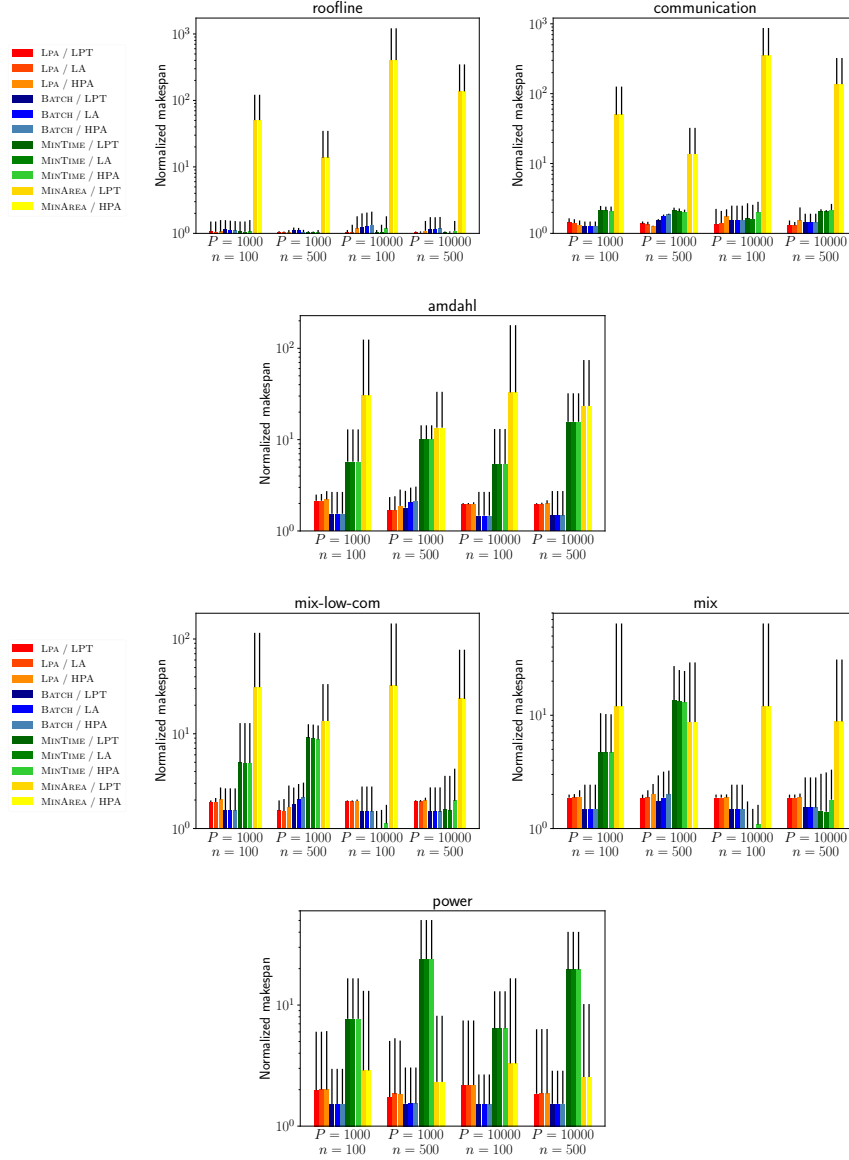 roofline
communication
LPA / LPT
LPA / LA
LPA / HPA
BATCH / LPT
BATCH / LA
BATCH / HPA
MINTIME / LPT
MINTIME / LA
MINTIME / HPA
MINAREA / LPT
MINAREA / HPA
Normalized makespan
10^3
10^2
10^1
10^0
P = 1000 P = 1000 P = 10000 P = 10000
n = 100 n = 500 n = 100 n = 500
Normalized makespan
10^3
10^2
10^1
10^0
P = 1000 P = 1000 P = 10000 P = 10000
n = 100 n = 500 n = 100 n = 500
amdahl
Normalized makespan
10^2
10^1
10^0
P = 1000 P = 1000 P = 10000 P = 10000
n = 100 n = 500 n = 100 n = 500
mix-low-com
mix
LPA / LPT
LPA / LA
LPA / HPA
BATCH / LPT
BATCH / LA
BATCH / HPA
MINTIME / LPT
MINTIME / LA
MINTIME / HPA
MINAREA / LPT
MINAREA / HPA
Normalized makespan
10^2
10^1
10^0
P = 1000 P = 1000 P = 10000 P = 10000
n = 100 n = 500 n = 100 n = 500
Normalized makespan
10^1
10^0
P = 1000 P = 1000 P = 10000 P = 10000
n = 100 n = 500 n = 100 n = 500
power
Normalized makespan
10^1
10^0
P = 1000 P = 1000 P = 10000 P = 10000
n = 100 n = 500 n = 100 n = 500